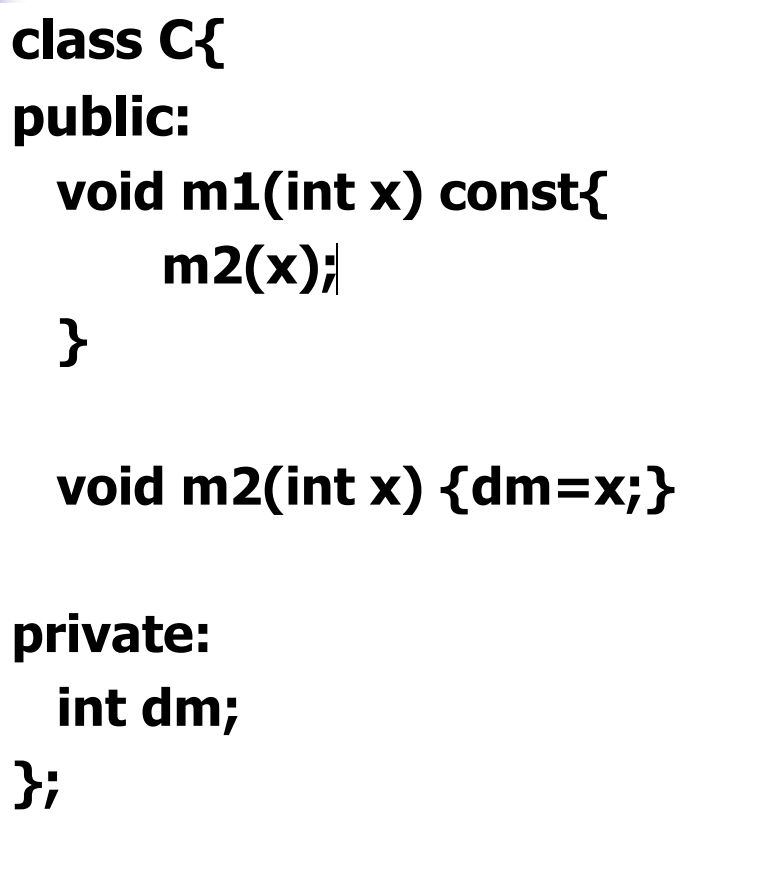 class C{
public:
void m1(int x) const{
m2(x);
}
void m2(int x) {dm=x;}
private:
int dm;
};